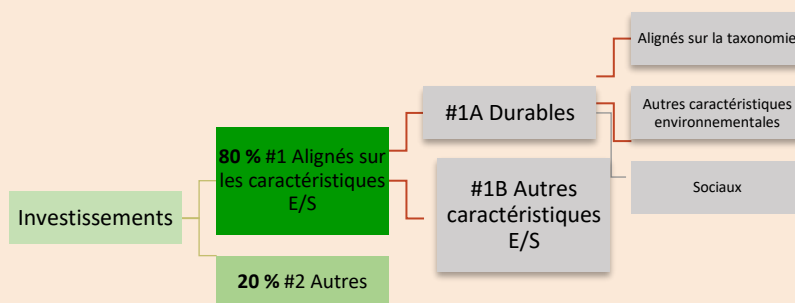 Investissements
80 % #1 Alignés sur
les caractéristiques
E/S
20 % #2 Autres
#1A Durables
#1B Autres
caractéristiques
E/S
Alignés sur la taxonomie
Autres caractéristiques
environnementales
Sociaux